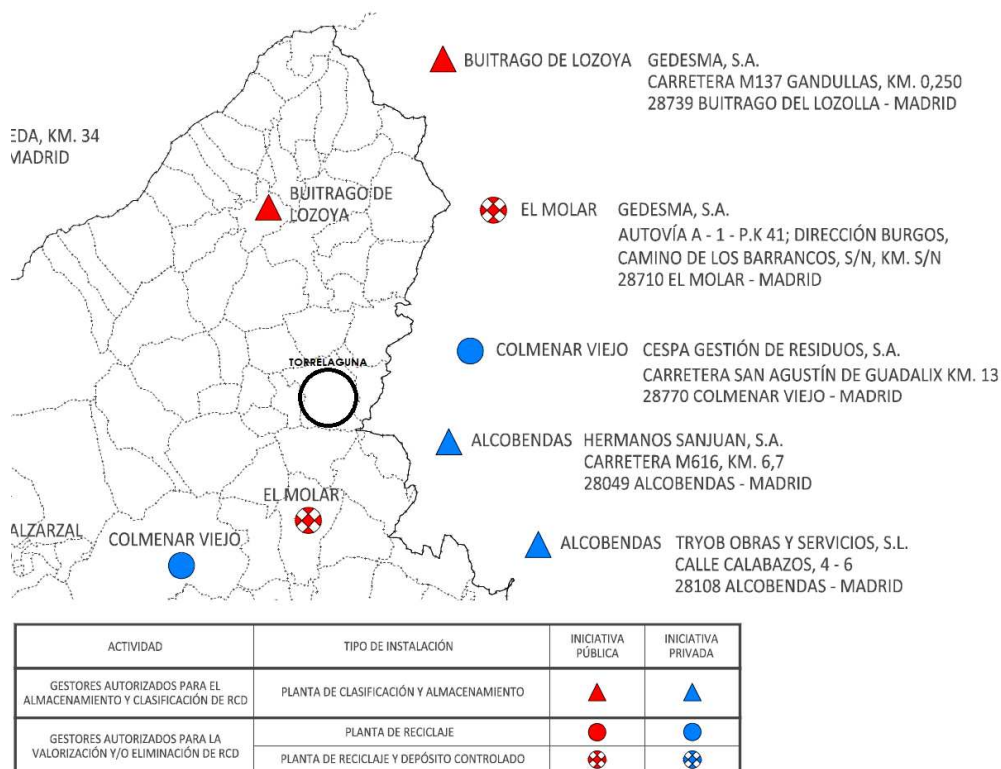 BUITRAGO DE LOZOYA GEDESMA, S.A.
CARRETERA M137 GANDULLAS, KM. 0,250
28739 BUITRAGO DEL LOZOLLA - MADRID
EDA, KM. 34
MADRID
BUITRAGO DE
LOZOYA
EL MOLAR GEDESMA, S.A.
AUTOVÍA A - 1 - P.K 41; DIRECCIÓN BURGOS,
CAMINO DE LOS BARRANCOS, S/N, KM. S/N
28710 EL MOLAR - MADRID
TORRELAGUNA
COLMENAR VIEJO CESPA GESTIÓN DE RESIDUOS, S.A.
CARRETERA SAN AGUSTÍN DE GUADALIX KM. 13
28770 COLMENAR VIEJO - MADRID
ALCOBENDAS HERMANOS SANJUAN, S.A.
CARRETERA M616, KM. 6,7
28049 ALCOBENDAS - MADRID
EL MOLAR
ALZARZAL
COLMENAR VIEJO
ALCOBENDAS TRYOB OBRAS Y SERVICIOS, S.L.
CALLE CALABAZOS, 4 - 6
28108 ALCOBENDAS - MADRID
ACTIVIDAD
TIPO DE INSTALACIÓN
INICIATIVA
PÚBLICA
INICIATIVA
PRIVADA
GESTORES AUTORIZADOS PARA EL
ALMACENAMIENTO Y CLASIFICACIÓN DE RCD
PLANTA DE CLASIFICACIÓN Y ALMACENAMIENTO
GESTORES AUTORIZADOS PARA LA
VALORIZACIÓN Y/O ELIMINACIÓN DE RCD
PLANTA DE RECICLAJE
PLANTA DE RECICLAJE Y DEPÓSITO CONTROLADO